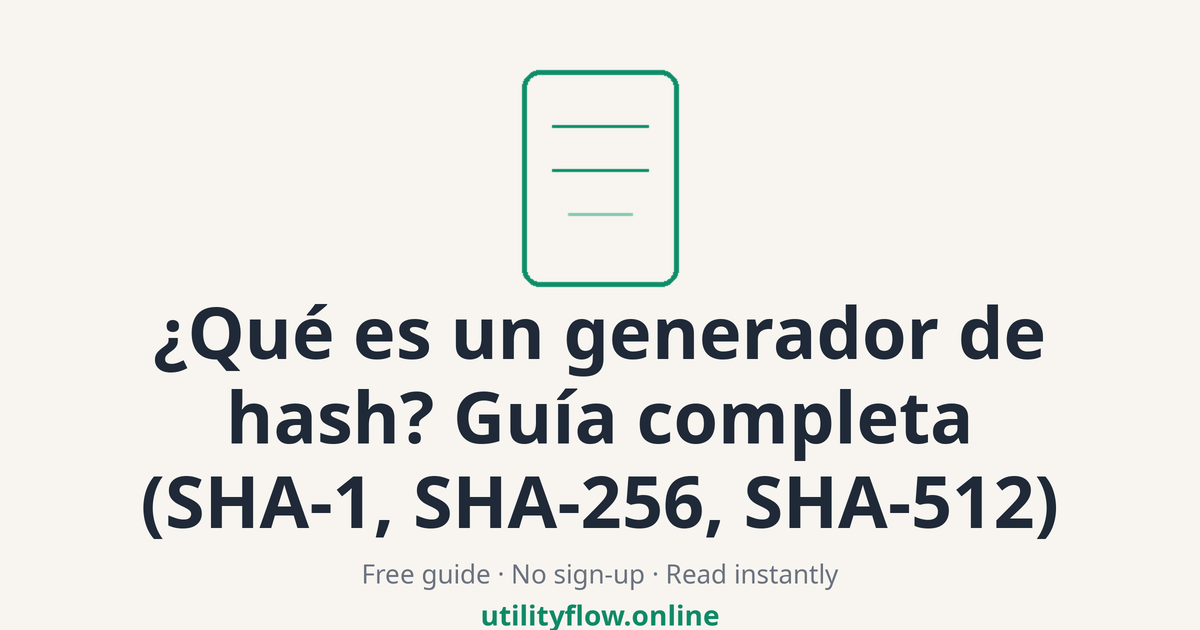 ¿Qué es un generador de
hash? Guía completa
(SHA-1, SHA-256, SHA-512)
Free guide · No sign-up · Read instantly
utilityflow.online